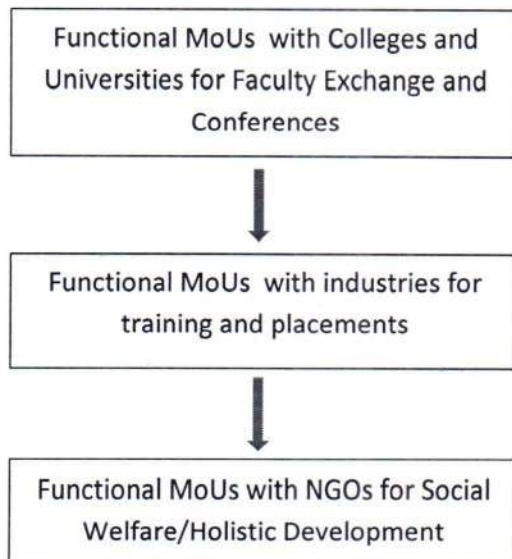 Functional MoUs with Colleges and
Universities for Faculty Exchange and
Conferences
Functional MoUs with industries for
training and placements
Functional MoUs with NGOs for Social
Welfare/Holistic Development